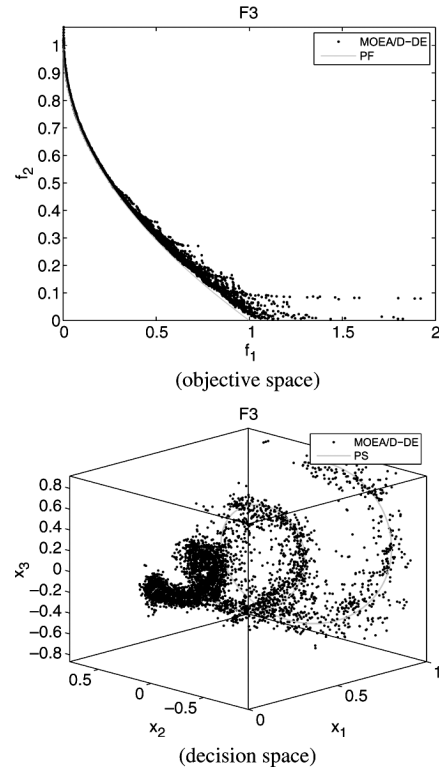 F3
MOEA/D-DE
PF
1
0.9
0.8
0.7
0.6
0.5
0.4
0.3
0.2
0.1
0
f2
0
0.5
1
1.5
2
f1
(objective space)
F3
MOEA/D-DE
PS
0.8
0.6
0.4
0.2
0
−0.2
−0.4
−0.6
−0.8
x3
0.5
0
−0.5
x2
0
0.5
1
x1
(decision space)